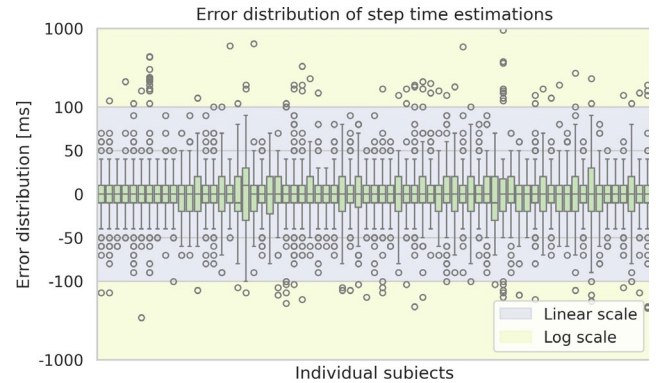 Error distribution of step time estimations
1000
100
50
0
-50
-100
-1000
Error distribution [ms]
Linear scale
Log scale
Individual subjects